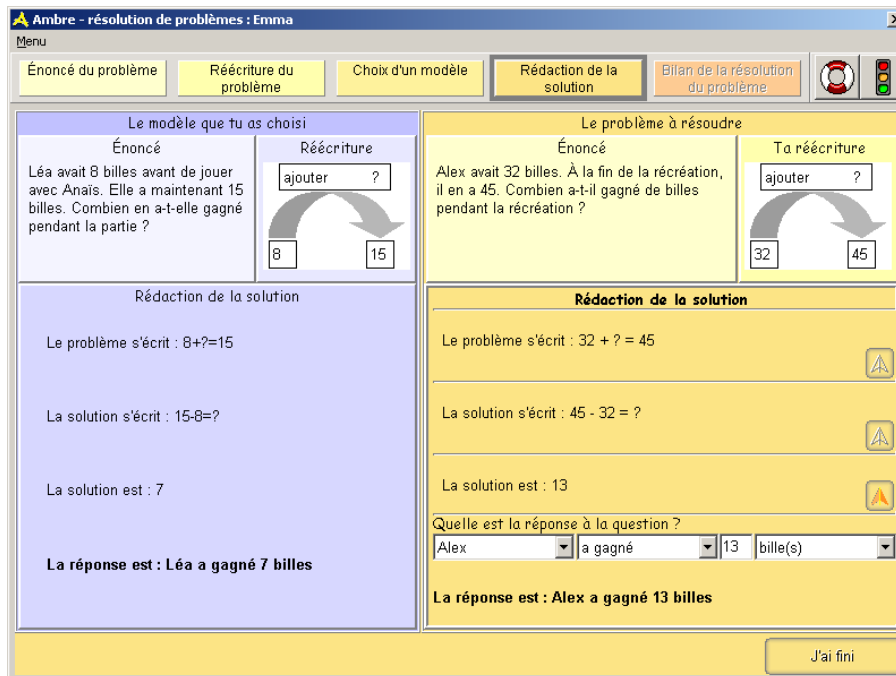 Ambre - résolution de problèmes : Emma
Menu
Énoncé du problème
Réécriture du
problème
Choix d'un modèle
Rédaction de la
solution
Bilan de la résolution
du problème
Le modèle que tu as choisi
Énoncé
Léa avait 8 billes avant de jouer
avec Anaïs. Elle a maintenant 15
billes. Combien en a-t-elle gagné
pendant la partie ?
Réécriture
ajouter ?
8 15
Rédaction de la solution
Le problème s'écrit : 8+?=15
La solution s'écrit : 15-8=?
La solution est : 7
La réponse est : Léa a gagné 7 billes
Le problème à résoudre
Énoncé
Alex avait 32 billes. À la fin de la récréation,
il en a 45. Combien a-t-il gagné de billes
pendant la récréation ?
Ta réécriture
ajouter ?
32 45
Rédaction de la solution
Le problème s'écrit : 32 + ? = 45
La solution s'écrit : 45 - 32 = ?
La solution est : 13
Quelle est la réponse à la question ?
Alex a gagné 13 bille(s)
La réponse est : Alex a gagné 13 billes
J'ai fini